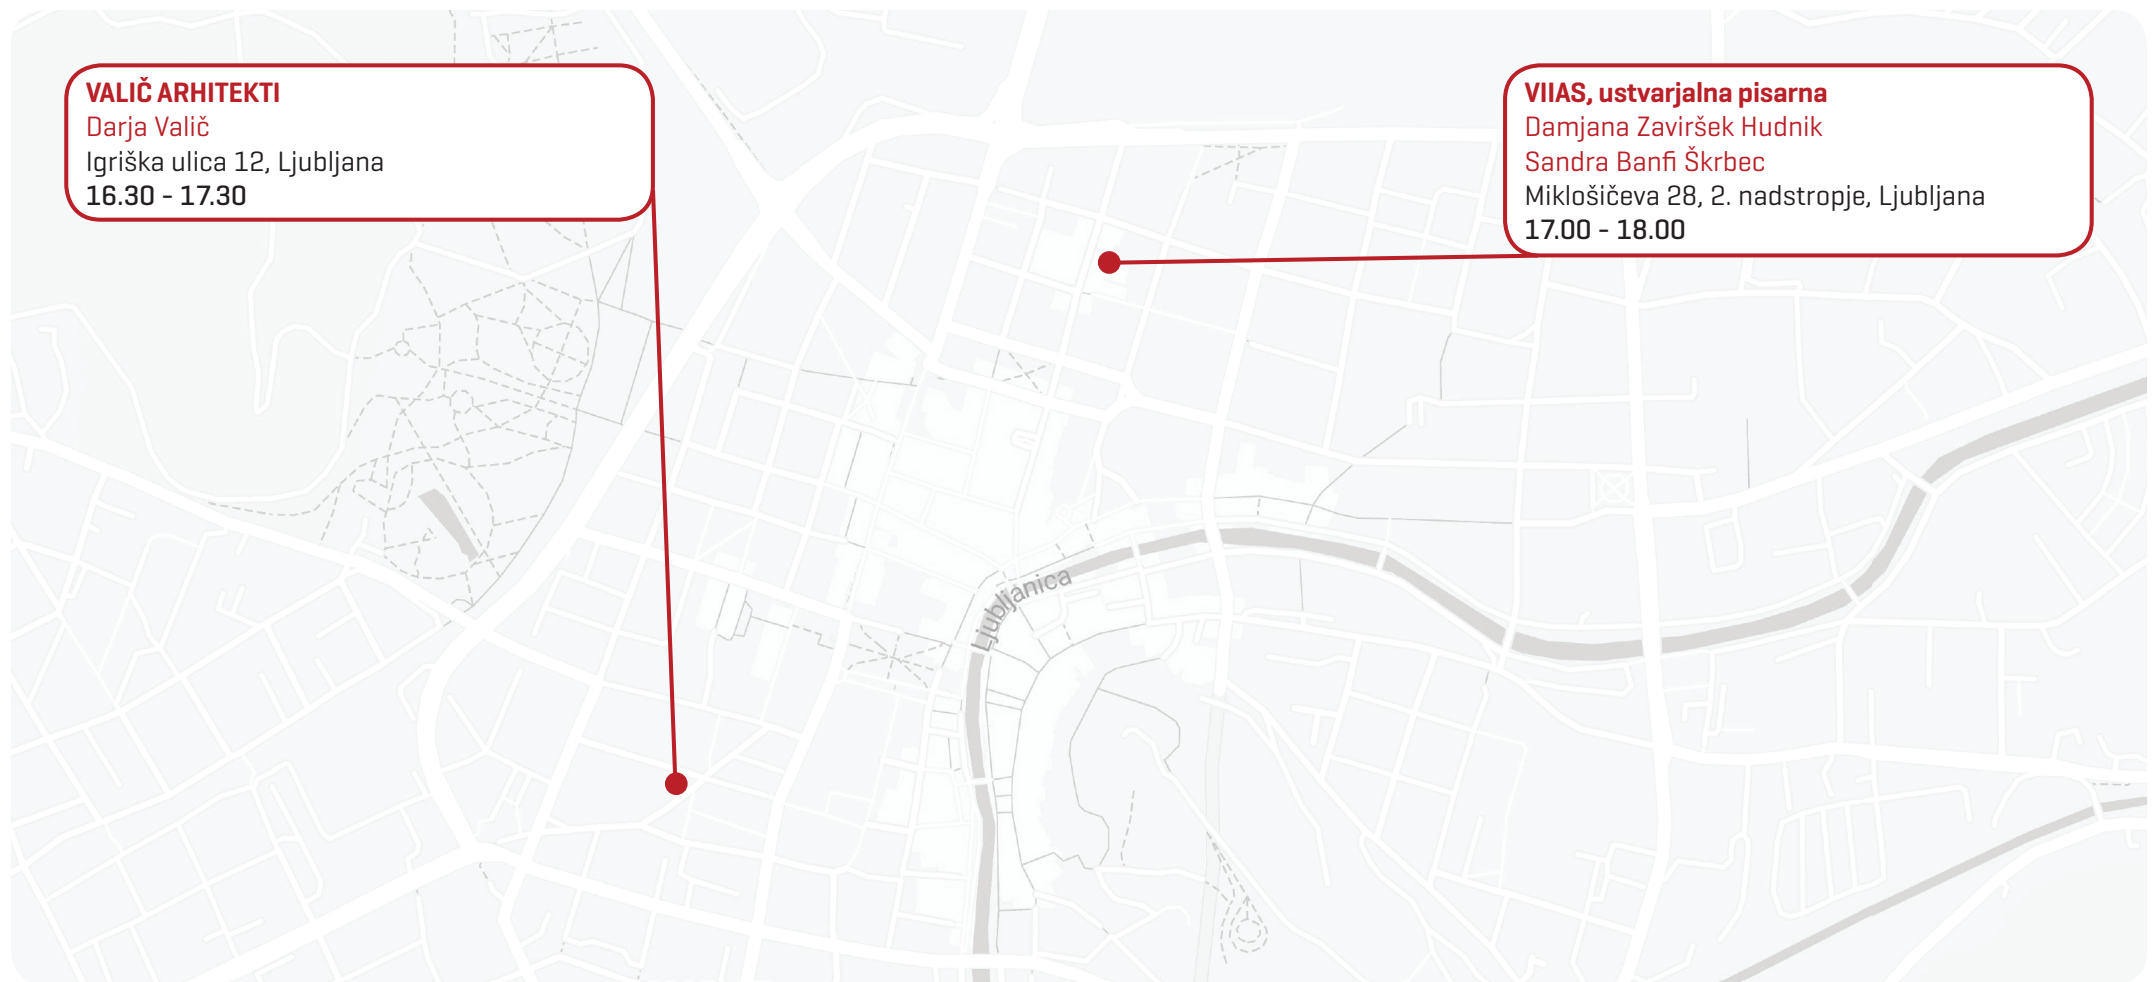 VALIČ ARHITEKTI
Darja Valič
Igriška ulica 12, Ljubljana
16.30 - 17.30
VIIAS, ustvarjalna pisarna
Damjana Zaviršek Hudnik
Sandra Banfi Škrbec
Miklošičeva 28, 2. nadstropje, Ljubljana
17.00 - 18.00
Ljubljanica